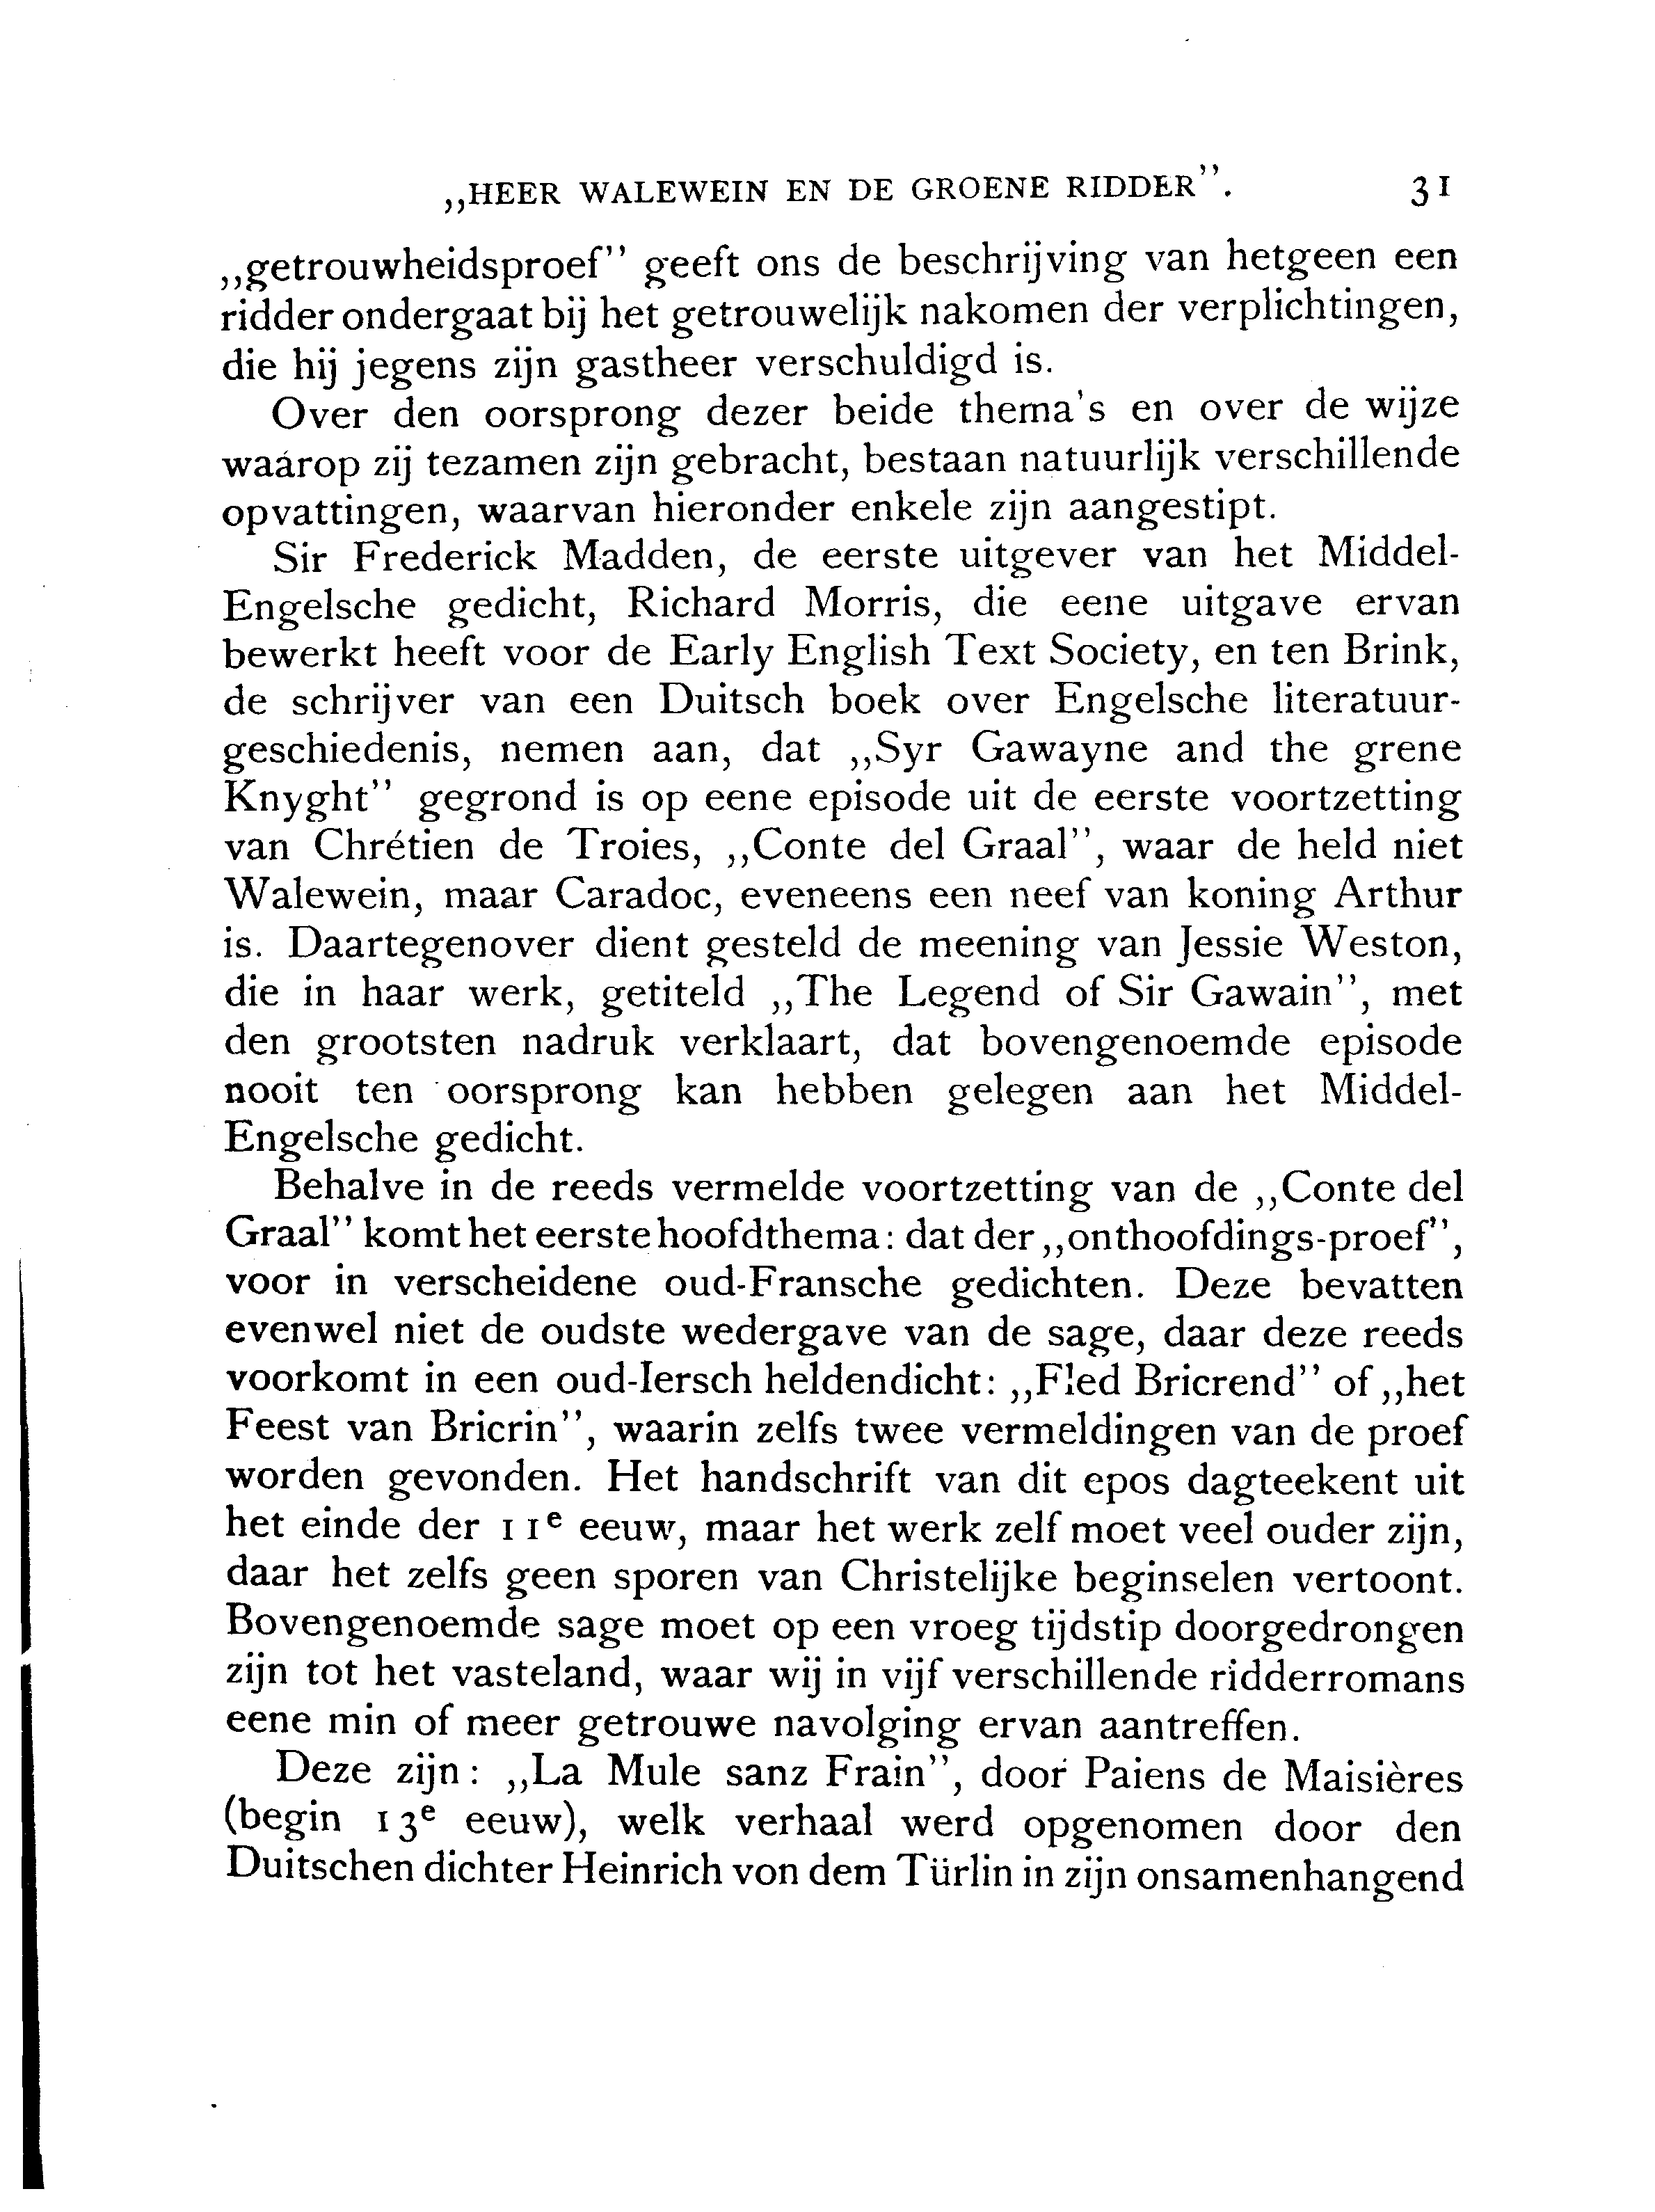 „HEER WALEWEIN EN DE GROENE RIDDER”. 31
„getrouwheidsproef” geeft ons de beschrijving van hetgeen een
ridder ondergaat bij het getrouwelijk nakomen der verplichtingen,
die hij jegens zijn gastheer verschuldigd is.
Over den oorsprong dezer beide thema's en over de wijze
waárop zij tezamen zijn gebracht, bestaan natuurlijk verschillende
opvattingen, waarvan hieronder enkele zijn aangestipt.
Sir Frederick Madden, de eerste uitgever van het Middel-
Engelsche gedicht, Richard Morris, die eene uitgave ervan
bewerkt heeft voor de Early English Text Society, en ten Brink,
de schrijver van een Duitsch boek over Engelsche literatuur-
geschiedenis, nemen aan, dat „Syr Gawayne and the grene
Knyght” gegrond is op eene episode uit de eerste voortzetting
van Chrétien de Troies, „Conte del Graal”, waar de held niet
Walewein, maar Caradoc, eveneens een neef van koning Arthur
is. Daartegenover dient gesteld de meening van Jessie Weston,
die in haar werk, getiteld „The Legend of Sir Gawain”, met
den grootsten nadruk verklaart, dat bovengenoemde episode
nooit ten oorsprong kan hebben gelegen aan het Middel-
Engelsche gedicht.
Behalve in de reeds vermelde voortzetting van de „Conte del
Graal” komt het eerste hoofdthema: dat der „onthoofdings-proef”,
voor in verscheidene oud-Fransche gedichten. Deze bevatten
evenwel niet de oudste wedergave van de sage, daar deze reeds
voorkomt in een oud-Iersch heldendicht: „Fled Bricrend” of „het
Feest van Bricrin”, waarin zelfs twee vermeldingen van de proef
worden gevonden. Het handschrift van dit epos dagteekent uit
het einde der 11e eeuw, maar het werk zelf moet veel ouder zijn,
daar het zelfs geen sporen van Christelijke beginselen vertoont.
Bovengenoemde sage moet op een vroeg tijdstip doorgedrongen
zijn tot het vasteland, waar wij in vijf verschillende ridderromans
eene min of meer getrouwe navolging ervan aantreffen.
Deze zijn: „La Mule sanz Frain”, door Paiens de Maisières
(begin 13e eeuw), welk verhaal werd opgenomen door den
Duitschen dichter Heinrich von dem Türlin in zijn onsamenhangend